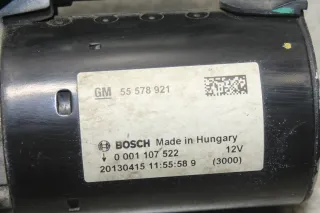 GM 55 578 921
BOSCH Made in Hungary
0 001 107 522 12V
20130415 11:55:58 9 (3000)